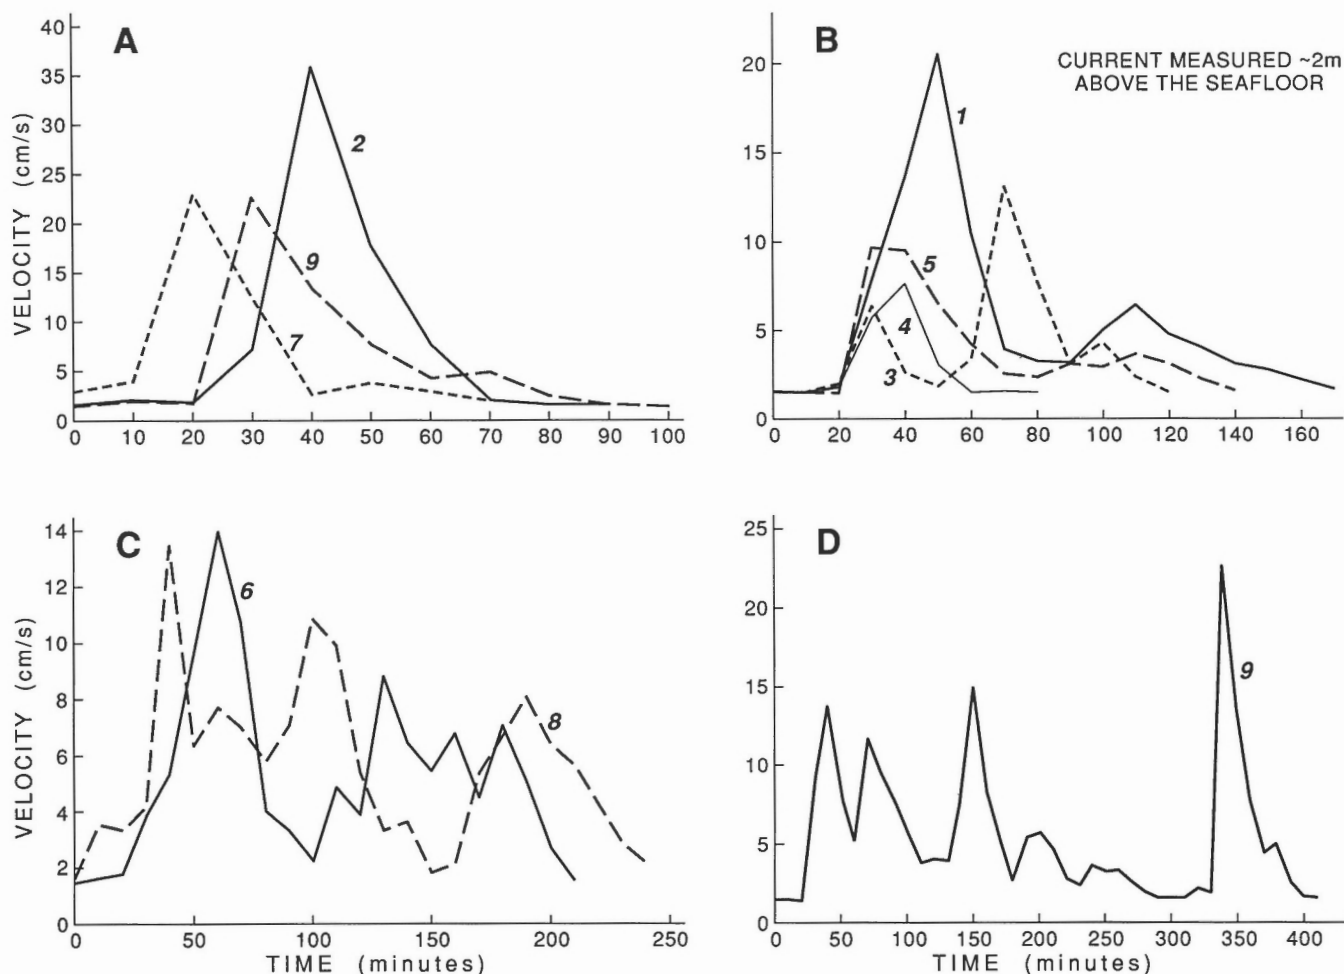 A
VELOCITY (cm/s)
40
35
30
25
20
15
10
5
0
2
9
7
0 10 20 30 40 50 60 70 80 90 100
B
CURRENT MEASURED ~2m
ABOVE THE SEAFLOOR
20
15
10
5
0
1
5
4
3
0 20 40 60 80 100 120 140 160
C
VELOCITY (cm/s)
14
12
10
8
6
4
2
0
6
8
0 50 100 150 200 250
TIME (minutes)
D
25
20
15
10
5
0
9
0 50 100 150 200 250 300 350 400
TIME (minutes)